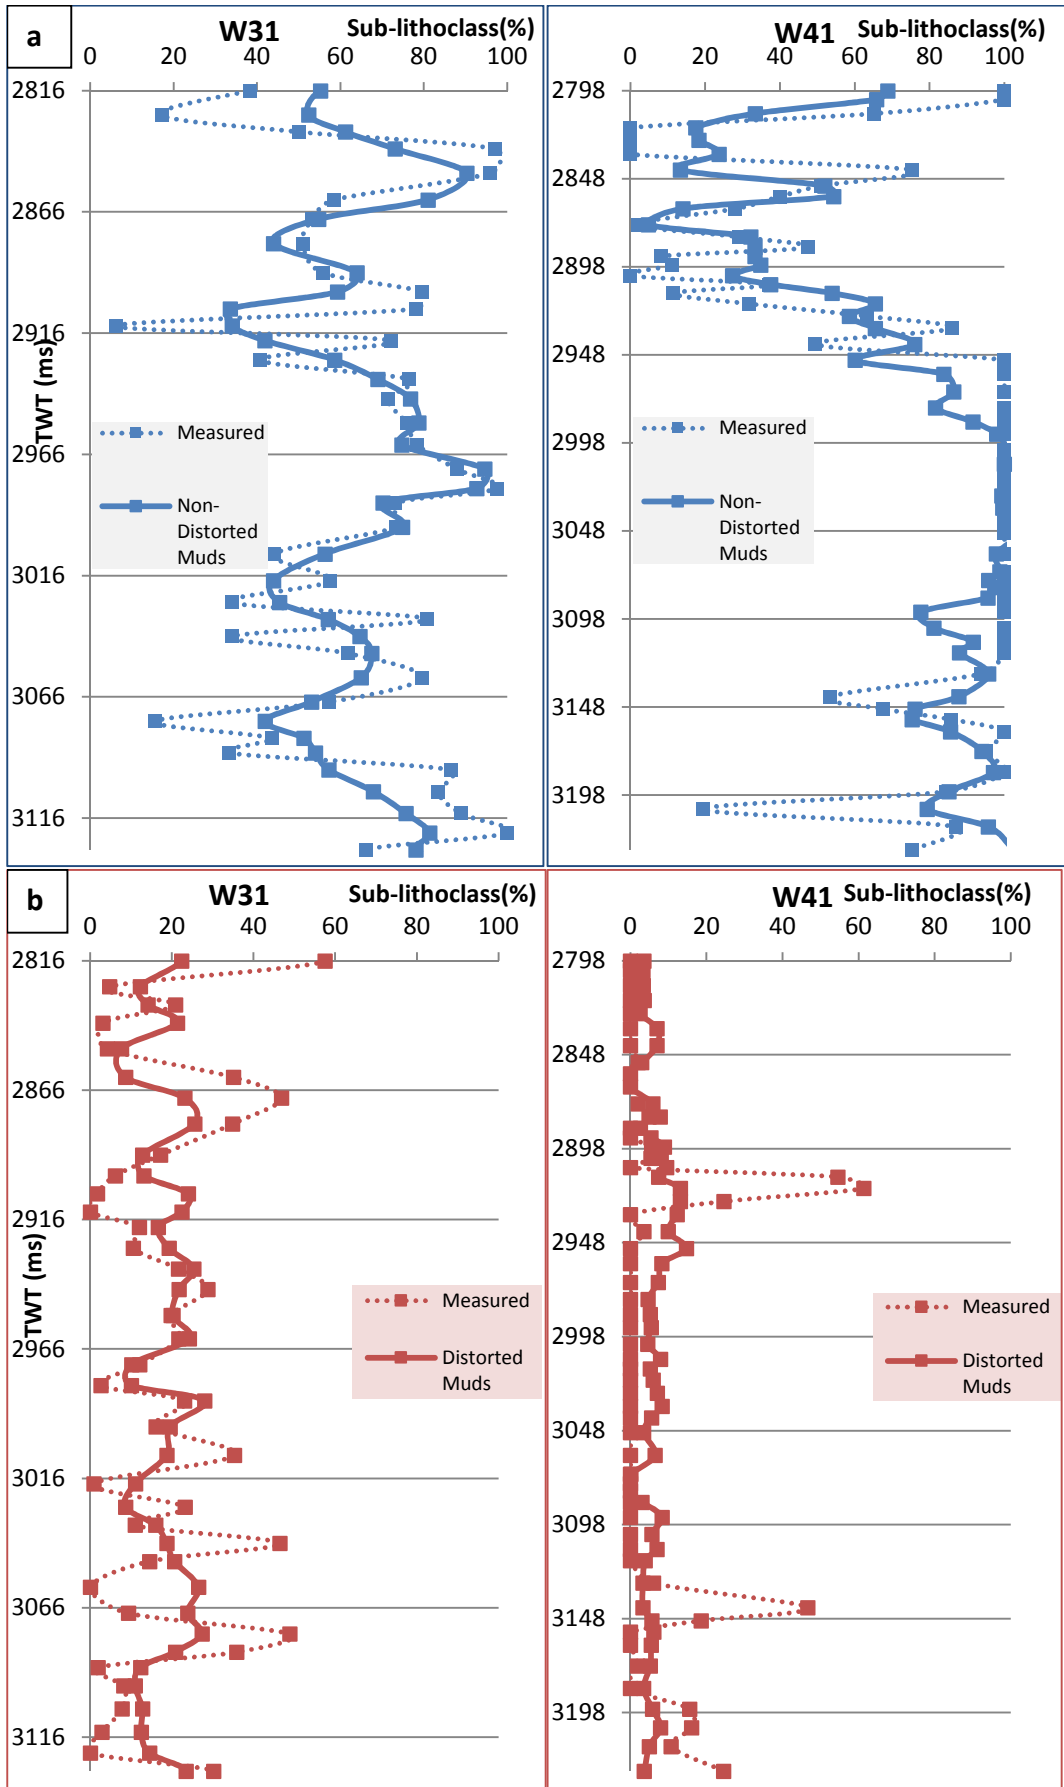 a
W31
Sub-lithoclass(%)
0 20 40 60 80 100
2816
2866
2916
2966
3016
3066
3116
TWT (ms)
Measured
Non-
Distorted
Muds
W41
Sub-lithoclass(%)
0 20 40 60 80 100
2798
2848
2898
2948
2998
3048
3098
3148
3198
Measured
Non-
Distorted
Muds
b
W31
Sub-lithoclass(%)
0 20 40 60 80 100
2816
2866
2916
2966
3016
3066
3116
TWT (ms)
Measured
Distorted
Muds
W41
Sub-lithoclass(%)
0 20 40 60 80 100
2798
2848
2898
2948
2998
3048
3098
3148
3198
Measured
Distorted
Muds